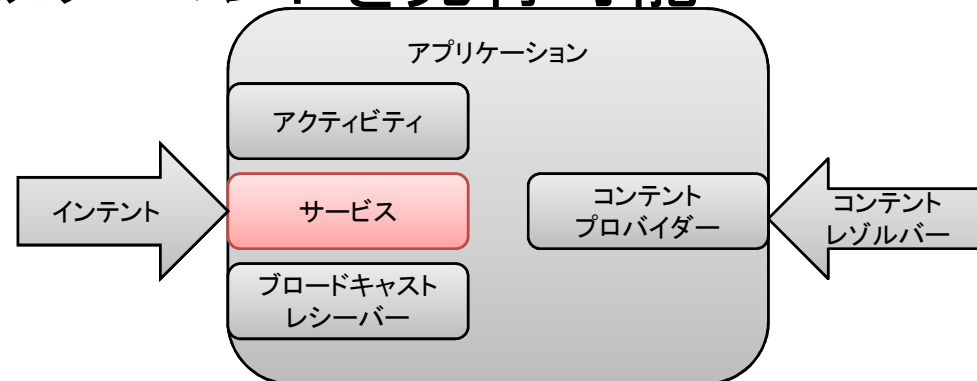 アプリケーション
アクティビティ
インテント
サービス
コンテント
プロバイダー
コンテント
レゾルバー
ブロードキャスト
レシーバー